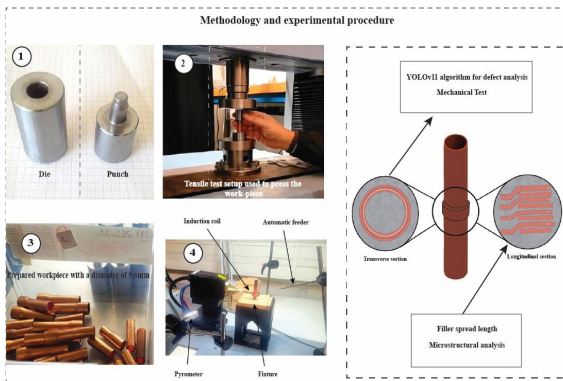 Methodology and experimental procedure
1
Die
Punch
2
Tensile test setup used to press the
work-piece
3
Prepared workpiece with a diameter of
4
Induction coil
Automatic feeder
Pyrometer
Fixture
YOLOv11 algorithm for defect analysis
Mechanical Test
Transverse section
Longitudinal section
Filler spread length
Microstructural analysis